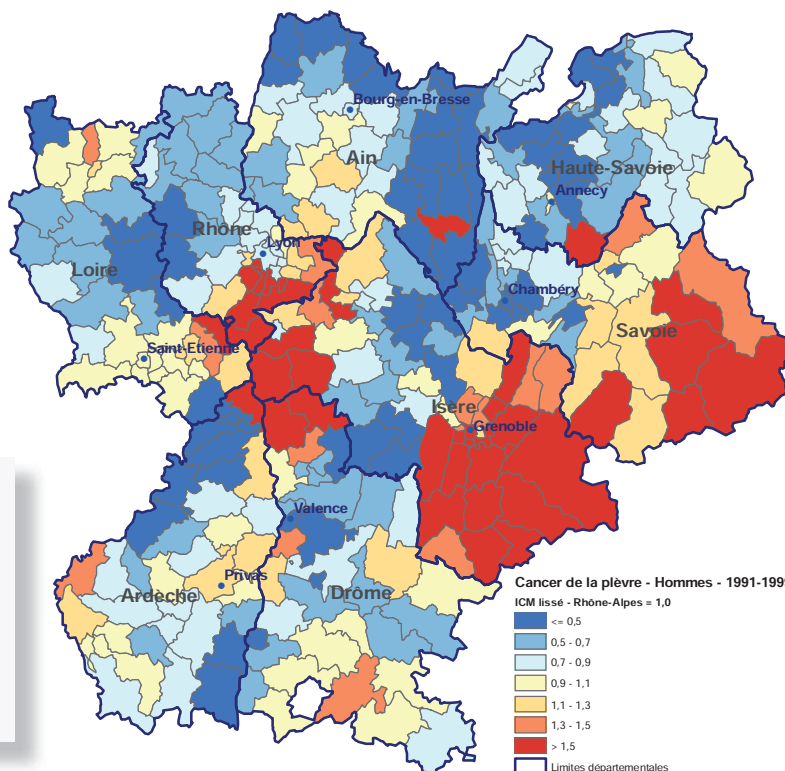 Bourg-en-Bresse
Ain
Haute-Savoie
Annecy
Rhône
Lyon
Loire
Chambéry
Savoie
Saint-Etienne
Isère
Grenoble
Valence
Privas
Ardèche
Drôme
Cancer de la plèvre - Hommes - 1991-199
ICM lissé - Rhône-Alpes = 1,0
<= 0,5
0,5 - 0,7
0,7 - 0,9
0,9 - 1,1
1,1 - 1,3
1,3 - 1,5
> 1,5
Limites départementales